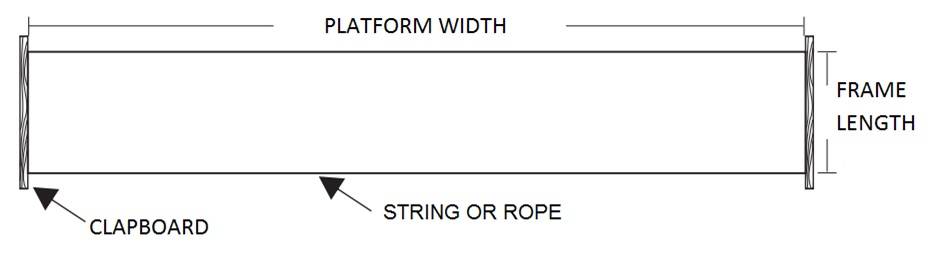 PLATFORM WIDTH
FRAME
LENGTH
STRING OR ROPE
CLAPBOARD